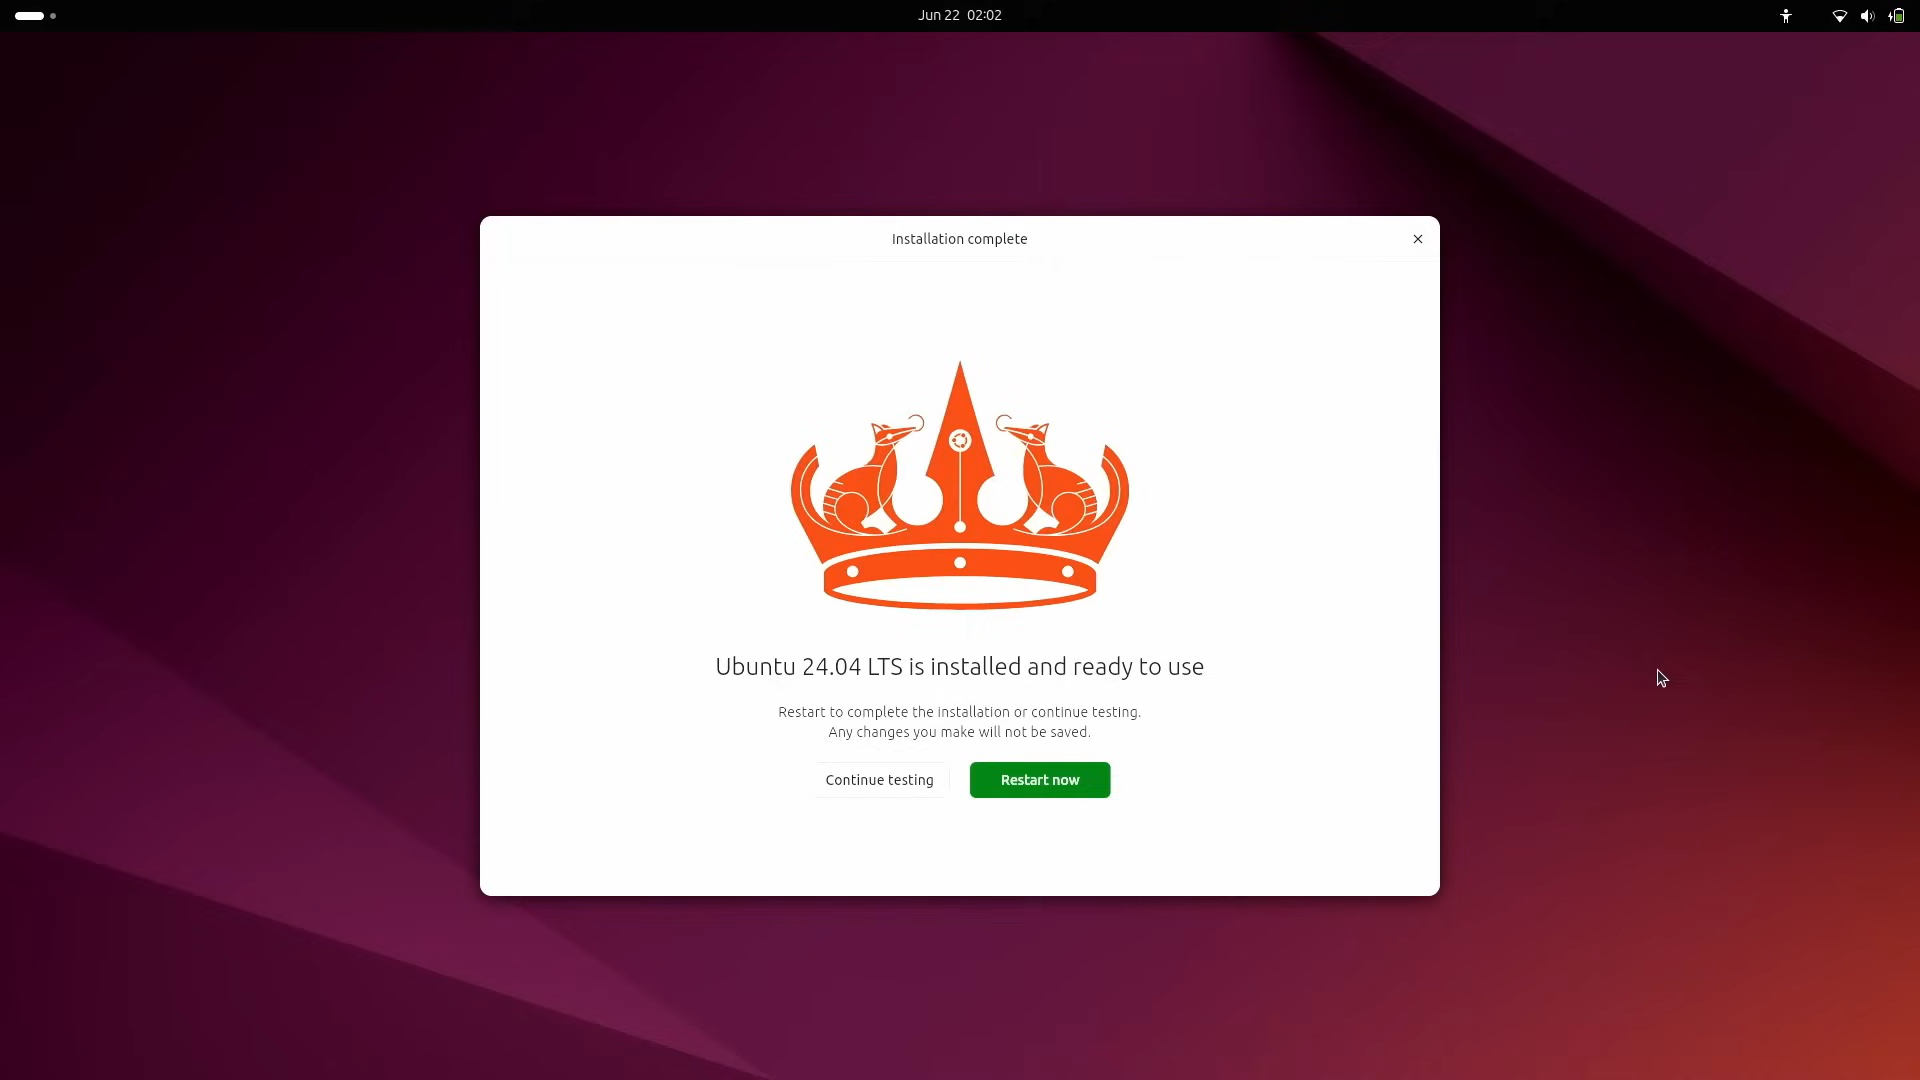 Jun 22 02:02
Installation complete
Ubuntu 24.04 LTS is installed and ready to use
Restart to complete the installation or continue testing.
Any changes you make will not be saved.
Continue testing
Restart now